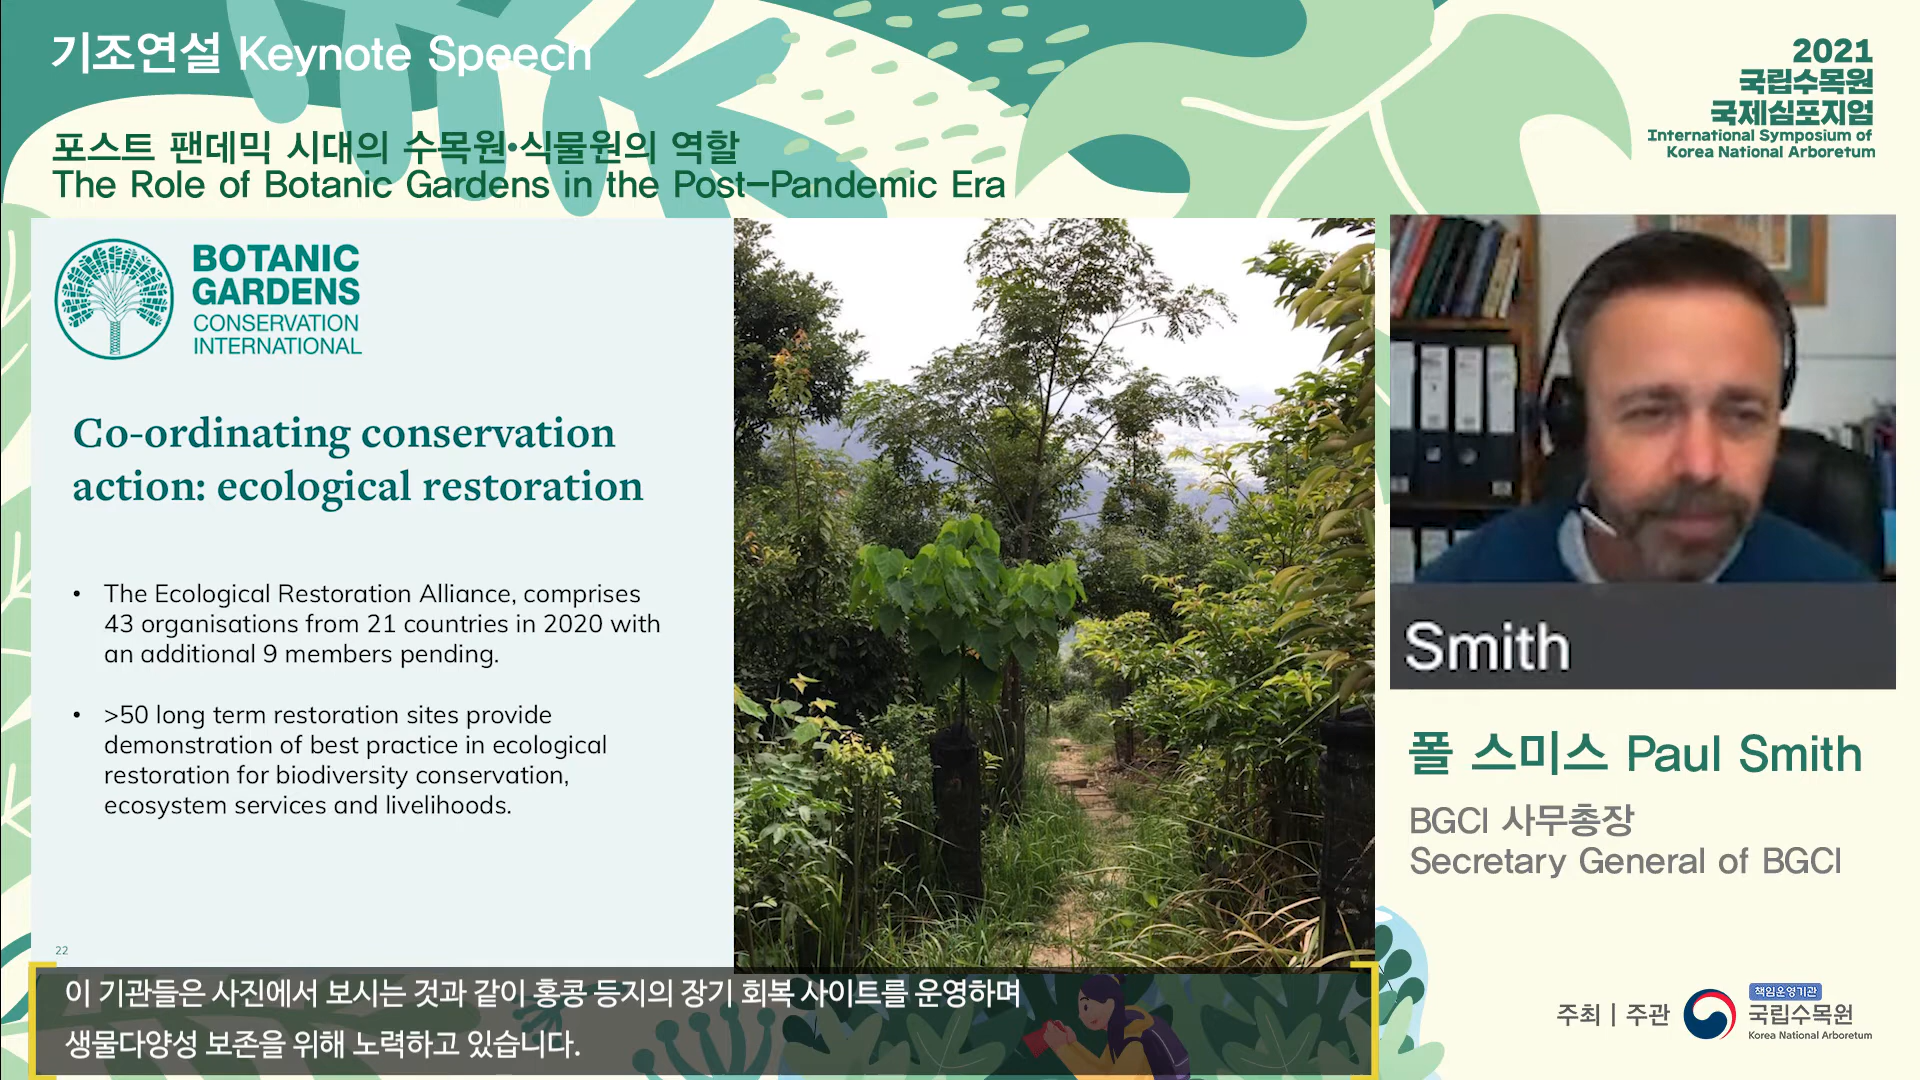 기조연설 Keynote Speech
포스트 팬데믹 시대의 수목원•식물원의 역할
The Role of Botanic Gardens in the Post-Pandemic Era
2021
국립수목원
국제심포지엄
International Symposium of
Korea National Arboretum
BOTANIC
GARDENS
CONSERVATION
INTERNATIONAL
Co-ordinating conservation
action: ecological restoration
• The Ecological Restoration Alliance, comprises
43 organisations from 21 countries in 2020 with
an additional 9 members pending.
• >50 long term restoration sites provide
demonstration of best practice in ecological
restoration for biodiversity conservation,
ecosystem services and livelihoods.
22
Smith
폴 스미스 Paul Smith
BGCI 사무총장
Secretary General of BGCI
이 기관들은 사진에서 보시는 것과 같이 홍콩 등지의 장기 회복 사이트를 운영하며
생물다양성 보존을 위해 노력하고 있습니다.
주최 | 주관
책임운영기관
국립수목원
Korea National Arboretum